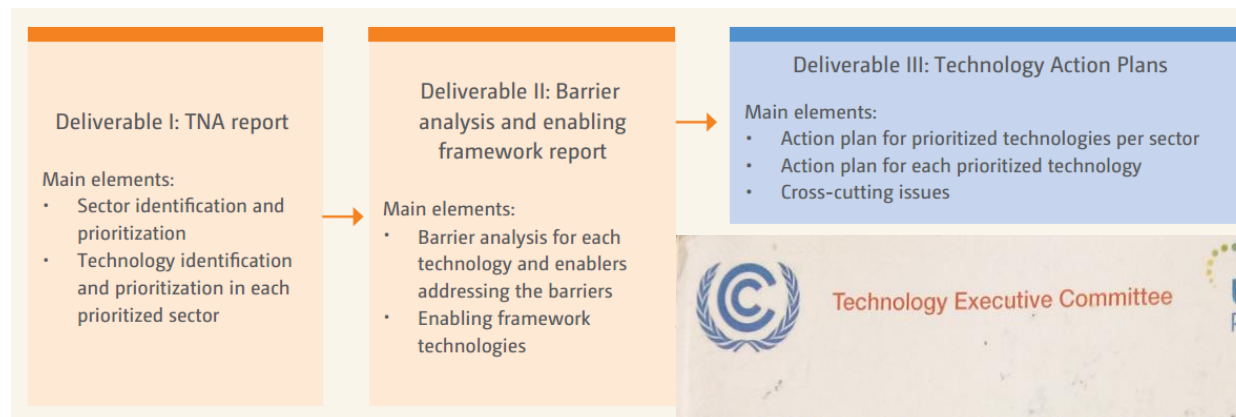 Deliverable I: TNA report
Main elements:
• Sector identification and
prioritization
• Technology identification
and prioritization in each
prioritized sector
Deliverable II: Barrier
analysis and enabling
framework report
Main elements:
• Barrier analysis for each
technology and enablers
addressing the barriers
• Enabling framework
technologies
Deliverable III: Technology Action Plans
Main elements:
• Action plan for prioritized technologies per sector
• Action plan for each prioritized technology
• Cross-cutting issues
Technology Executive Committee